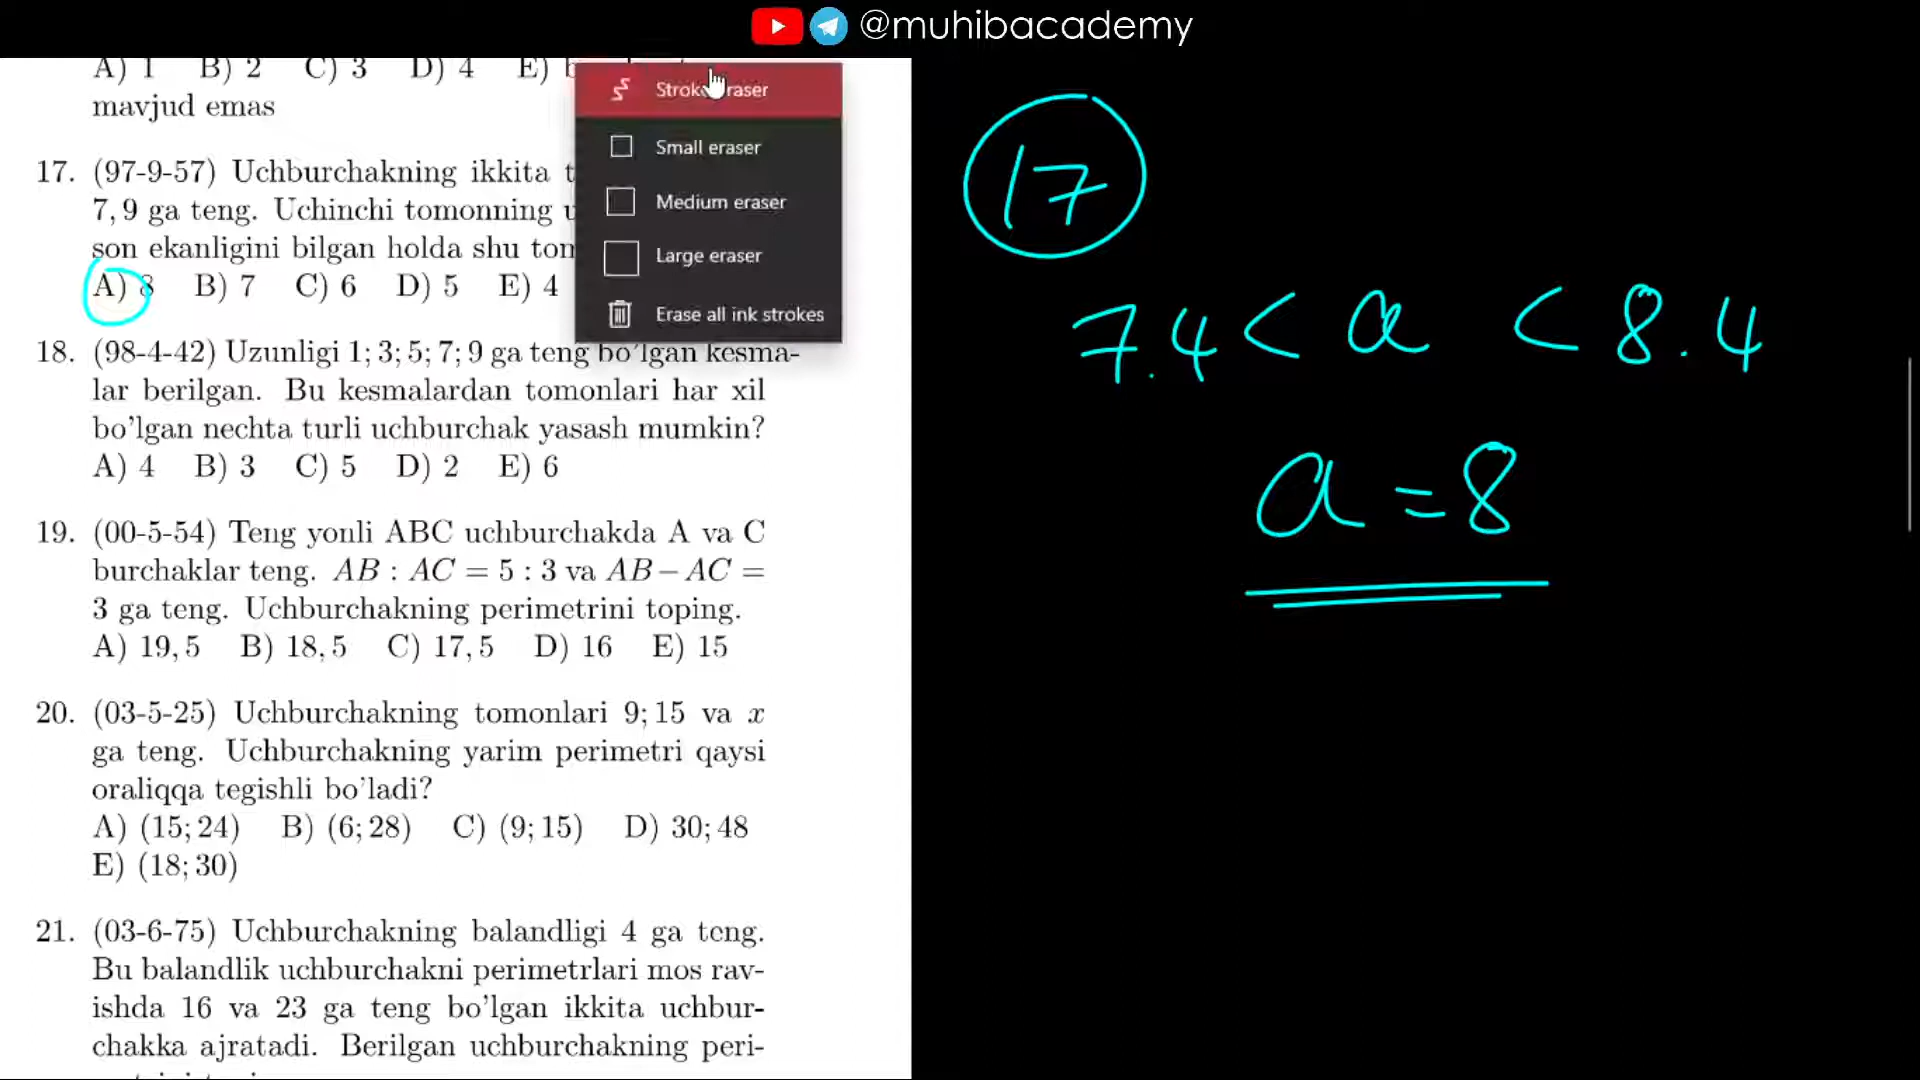 @muhibacademy
A) 1 B) 2 C) 3 D) 4 E)
mavjud emas
17. (97-9-57) Uchburchakning ikkita
7,9 ga teng. Uchinchi tomonning
son ekanligini bilgan holda shu
A) 8 B) 7 C) 6 D) 5 E) 4
18. (98-4-42) Uzunligi 1; 3; 5; 7; 9 ga teng bo'lgan kesma-
lar berilgan. Bu kesmalardan tomonlari har xil
bo'lgan nechta turli uchburchak yasash mumkin?
A) 4 B) 3 C) 5 D) 2 E) 6
19. (00-5-54) Teng yonli ABC uchburchakda A va C
burchaklar teng. AB : AC = 5 : 3 va AB − AC =
3 ga teng. Uchburchakning perimetrini toping.
A) 19,5 B) 18,5 C) 17,5 D) 16 E) 15
20. (03-5-25) Uchburchakning tomonlari 9; 15 va x
ga teng. Uchburchakning yarim perimetri qaysi
oraliqqa tegishli bo'ladi?
A) (15; 24) B) (6; 28) C) (9; 15) D) 30; 48
E) (18; 30)
21. (03-6-75) Uchburchakning balandligi 4 ga teng.
Bu balandlik uchburchakni perimetrlari mos rav-
ishda 16 va 23 ga teng bo'lgan ikkita uchbur-
chakka ajratadi. Berilgan uchburchakning peri-
Stroke eraser
Small eraser
Medium eraser
Large eraser
Erase all ink strokes
17
7.4 < a < 8.4
a = 8